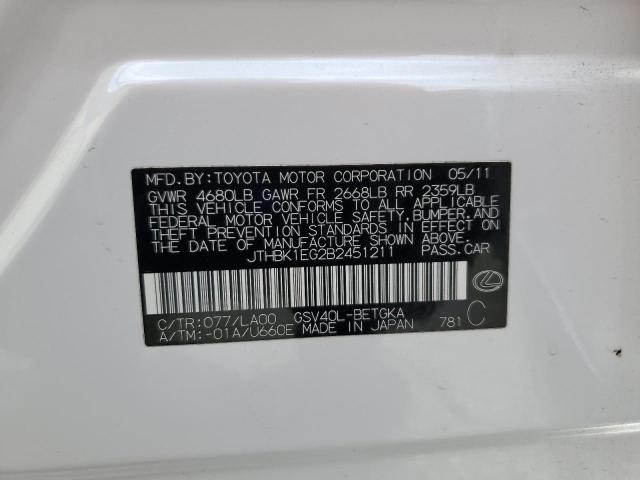 MFD.BY:TOYOTA MOTOR CORPORATION 05/11
GVWR 4680LB GAWR FR 2668LB RR 2359LB
THIS VEHICLE CONFORMS TO ALL APPLICABLE
FEDERAL MOTOR VEHICLE SAFETY, BUMPER, AND
THEFT PREVENTION STANDARDS IN EFFECT ON
THE DATE OF MANUFACTURE SHOWN ABOVE.
JTHBK1EG2B2451211 PASS.CAR
C/TR:077/LA00 GSV40L-BETGKA
A/TM:-01A/U660E MADE IN JAPAN 781 C